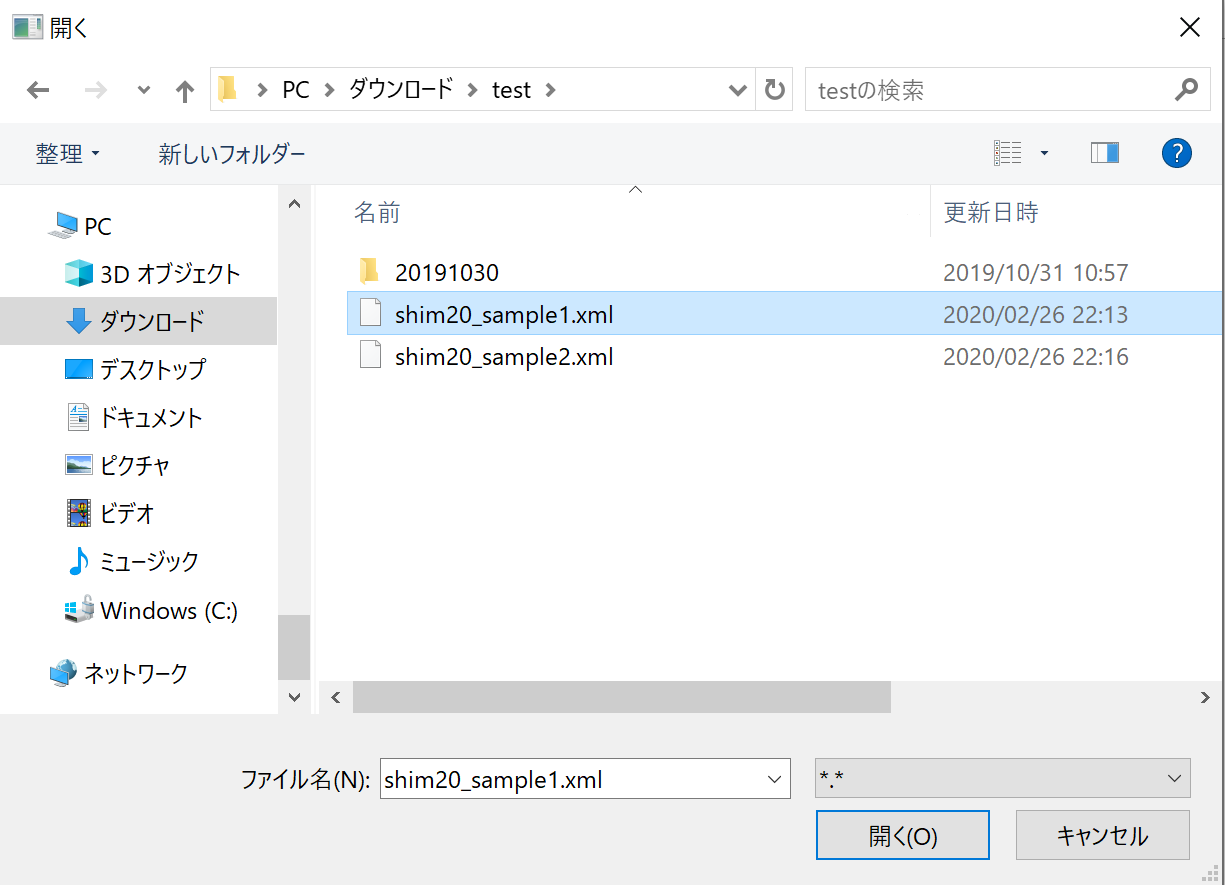 開く
PC ダウンロード test
testの検索
整理 新しいフォルダー
?
名前 更新日時
PC
3D オブジェクト
ダウンロード
デスクトップ
ドキュメント
ピクチャ
ビデオ
ミュージック
Windows (C:)
ネットワーク
20191030 2019/10/31 10:57
shim20_sample1.xml 2020/02/26 22:13
shim20_sample2.xml 2020/02/26 22:16
ファイル名(N): shim20_sample1.xml *.*
開く(O) キャンセル